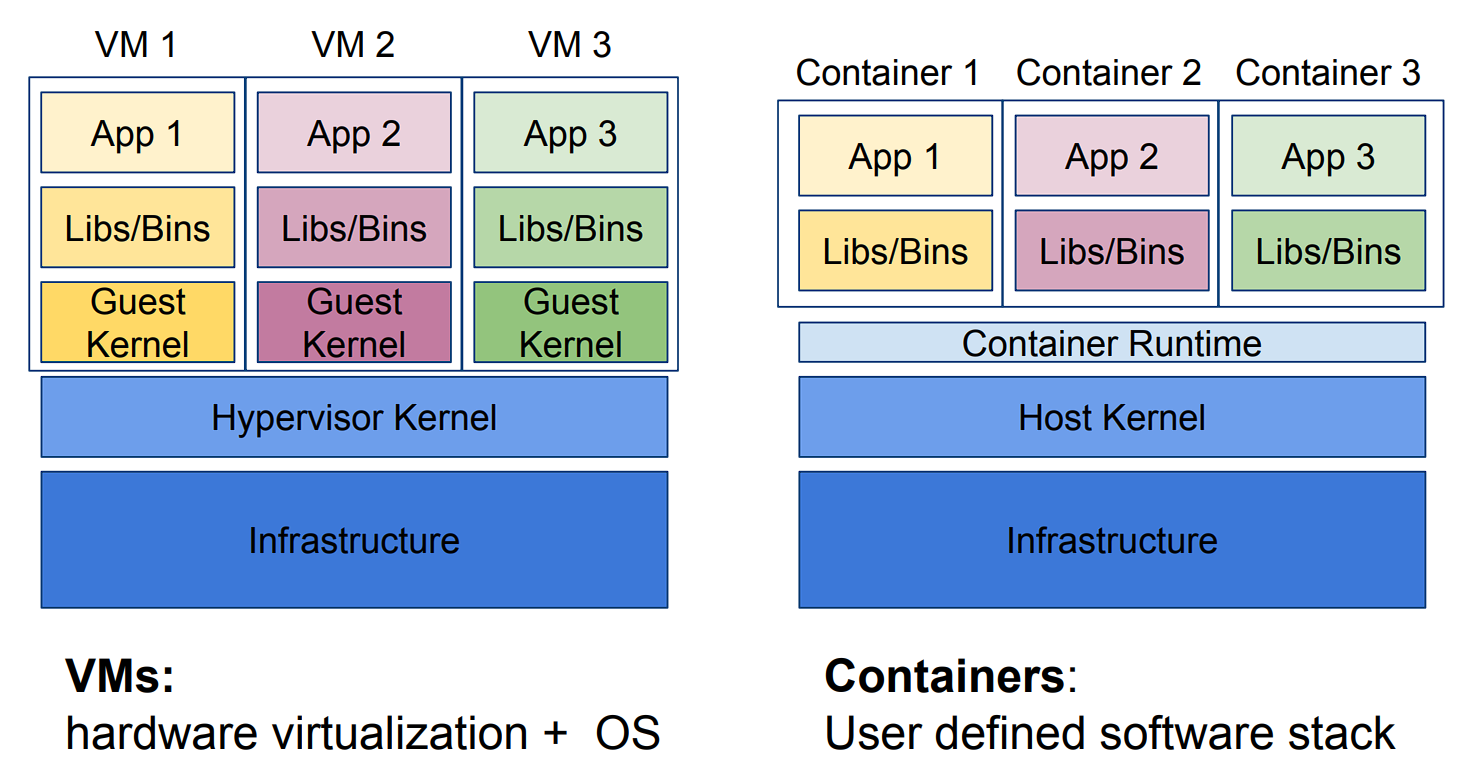 VM 1 VM 2 VM 3
App 1 App 2 App 3
Libs/Bins Libs/Bins Libs/Bins
Guest Guest Guest
Kernel Kernel Kernel
Hypervisor Kernel
Infrastructure
VMs:
hardware virtualization + OS
Container 1 Container 2 Container 3
App 1 App 2 App 3
Libs/Bins Libs/Bins Libs/Bins
Container Runtime
Host Kernel
Infrastructure
Containers:
User defined software stack